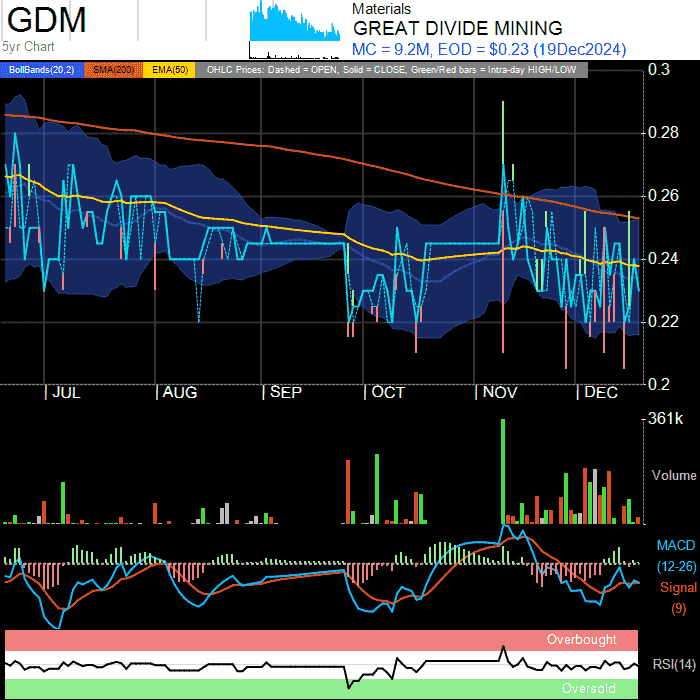 GDM
5yr Chart
Materials
GREAT DIVIDE MINING
MC = 9.2M, EOD = $0.23 (19Dec2024)
BollBands(20,2) SMA(200) EMA(50) OHLC Prices: Dashed = OPEN, Solid = CLOSE, Green/Red bars = Intra-day HIGH/LOW
0.3
0.28
0.26
0.24
0.22
0.2
JUL AUG SEP OCT NOV DEC
361k
Volume
MACD
(12-26)
Signal
(9)
Overbought
RSI(14)
Oversold